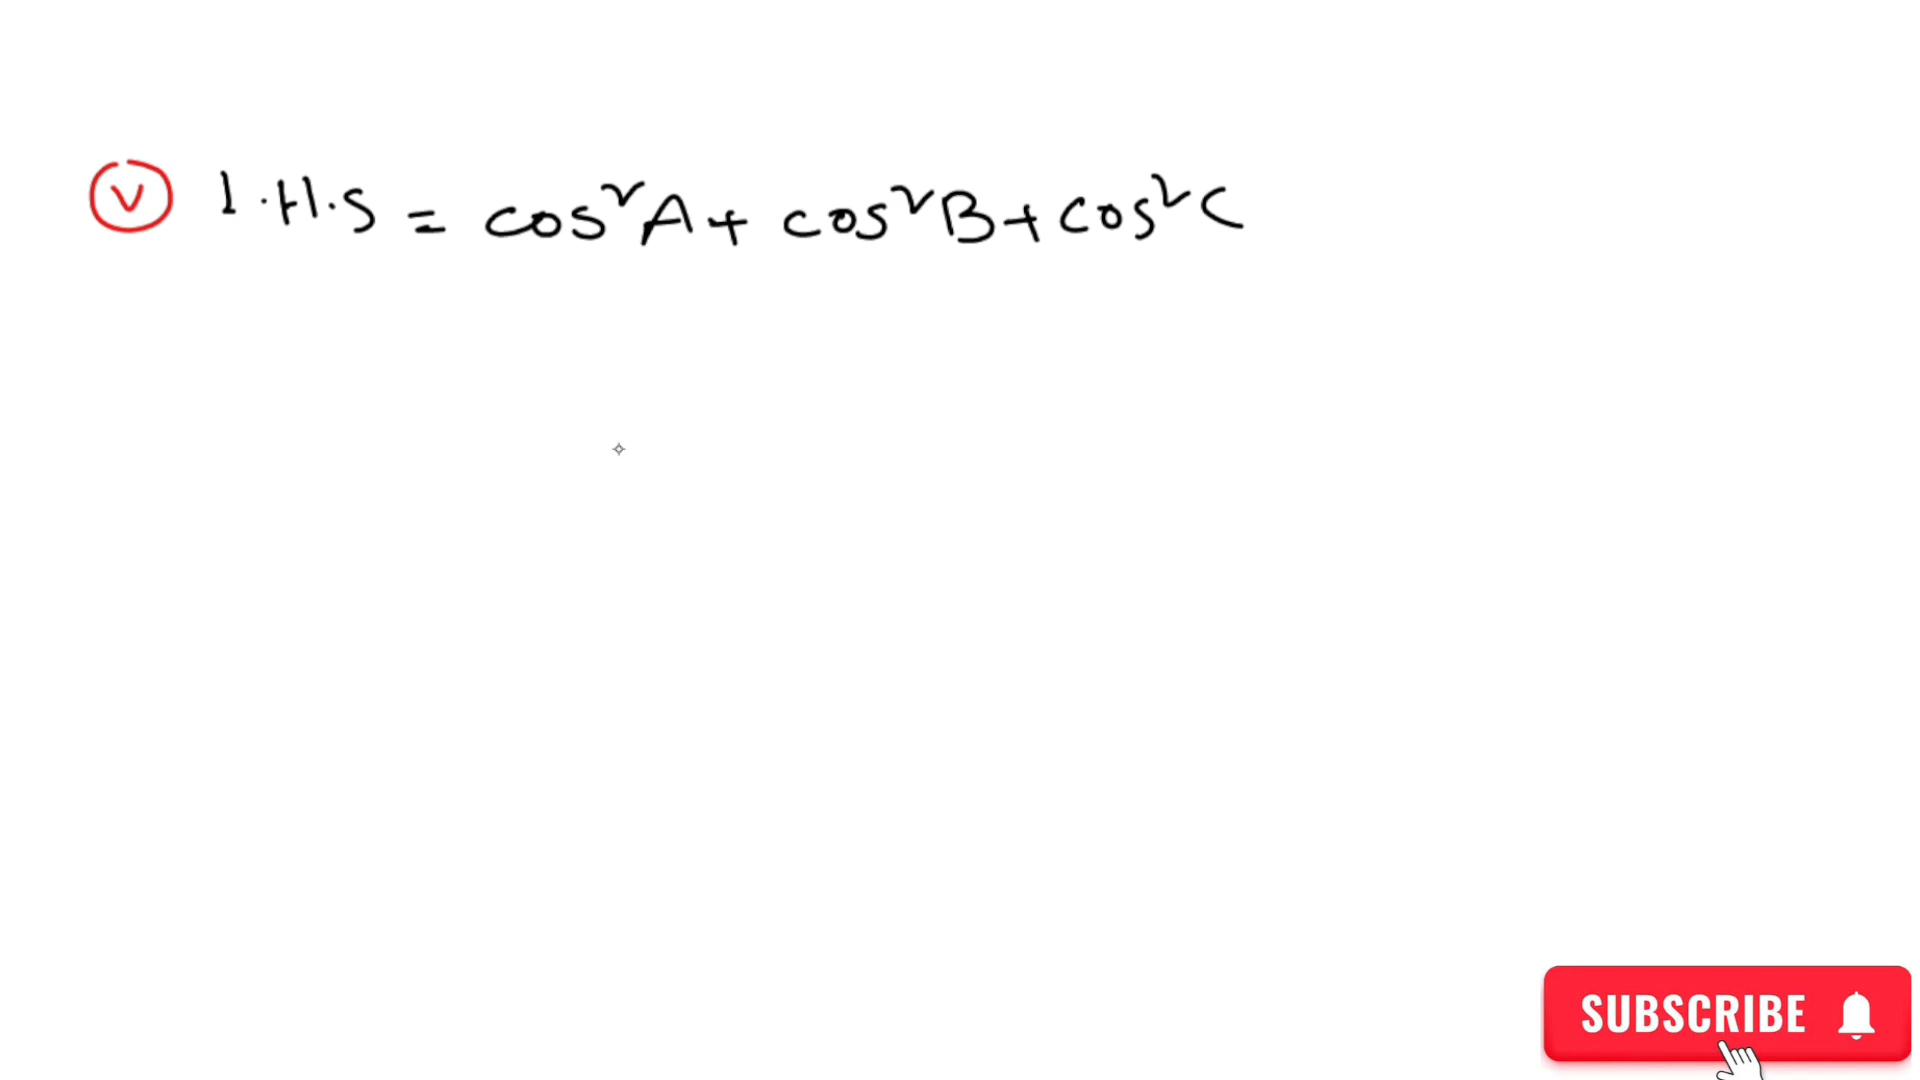 (v) L.H.S = cos²A + cos²B + cos²C
SUBSCRIBE